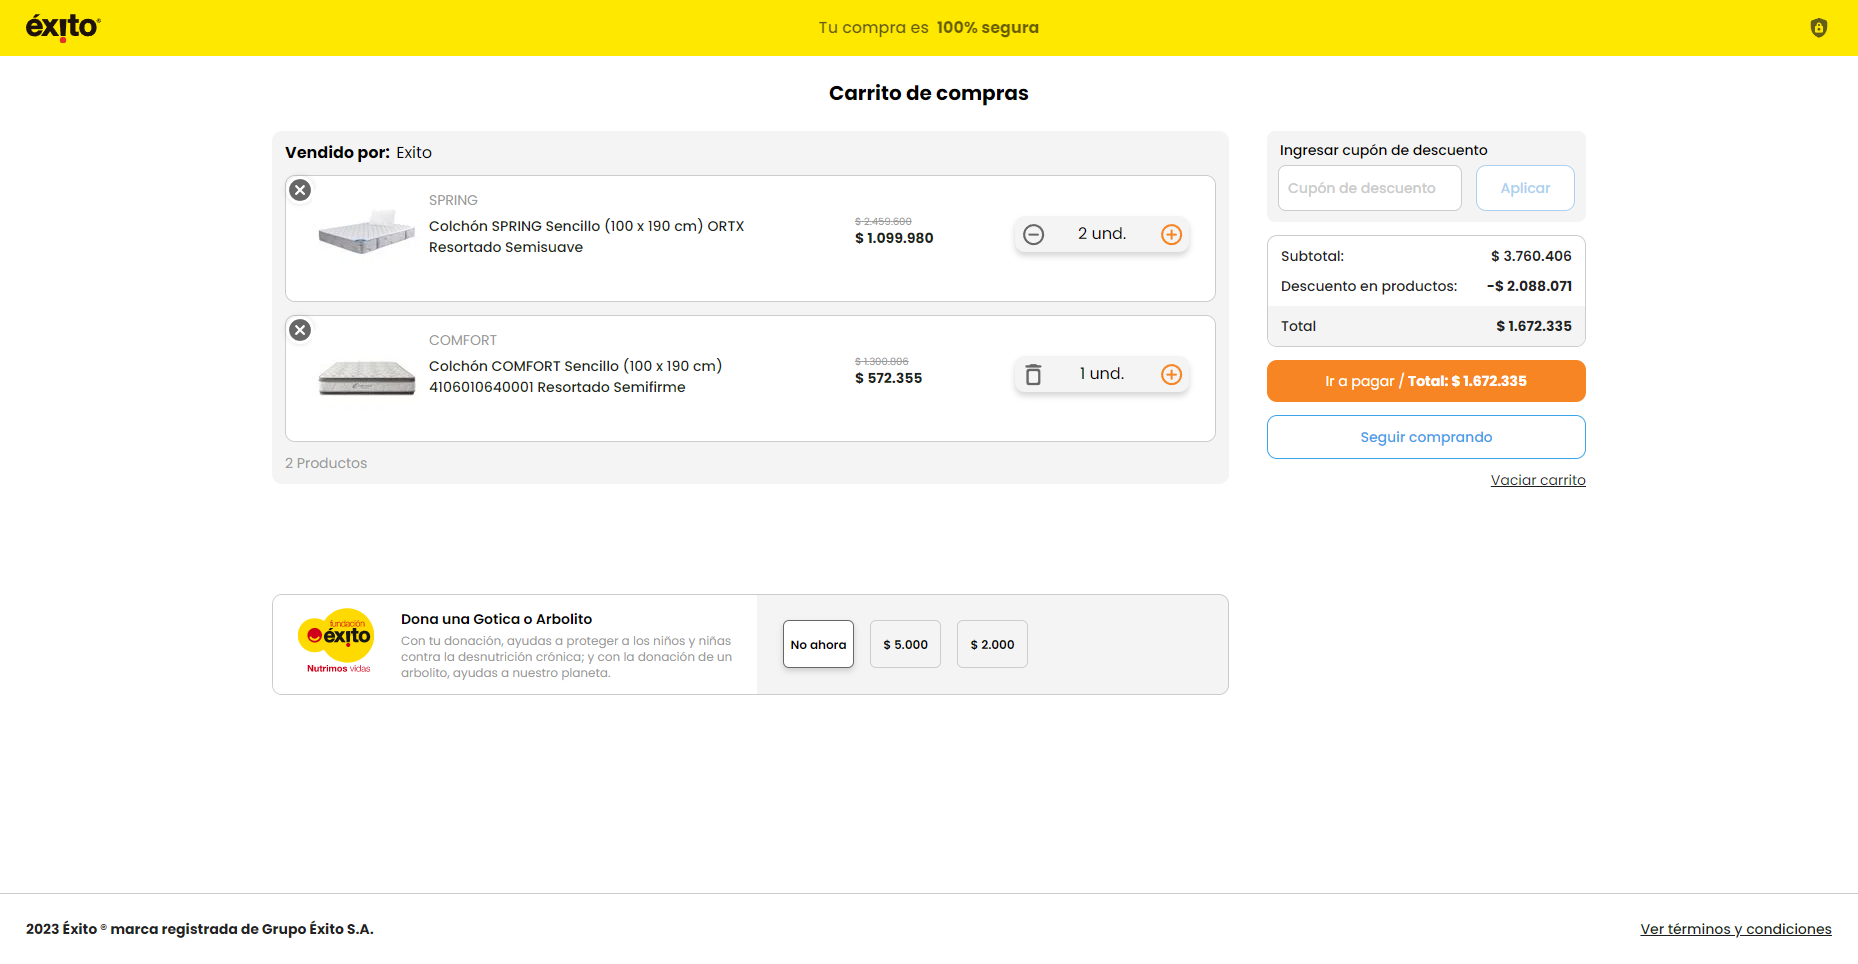 éxito®
Tu compra es 100% segura
Carrito de compras
Vendido por: Exito
SPRING
Colchón SPRING Sencillo (100 x 190 cm) ORTX
Resortado Semisuave
$ 2.459.600
$ 1.099.980
2 und.
COMFORT
Colchón COMFORT Sencillo (100 x 190 cm)
4106010640001 Resortado Semifirme
$ 1.300.806
$ 572.355
1 und.
2 Productos
Ingresar cupón de descuento
Cupón de descuento
Aplicar
Subtotal: $ 3.760.406
Descuento en productos: -$ 2.088.071
Total $ 1.672.335
Ir a pagar / Total: $ 1.672.335
Seguir comprando
Vaciar carrito
fundación
éxito
Nutrimos vidas
Dona una Gotica o Arbolito
Con tu donación, ayudas a proteger a los niños y niñas
contra la desnutrición crónica; y con la donación de un
arbolito, ayudas a nuestro planeta.
No ahora
$ 5.000
$ 2.000
2023 Éxito ® marca registrada de Grupo Éxito S.A.
Ver términos y condiciones